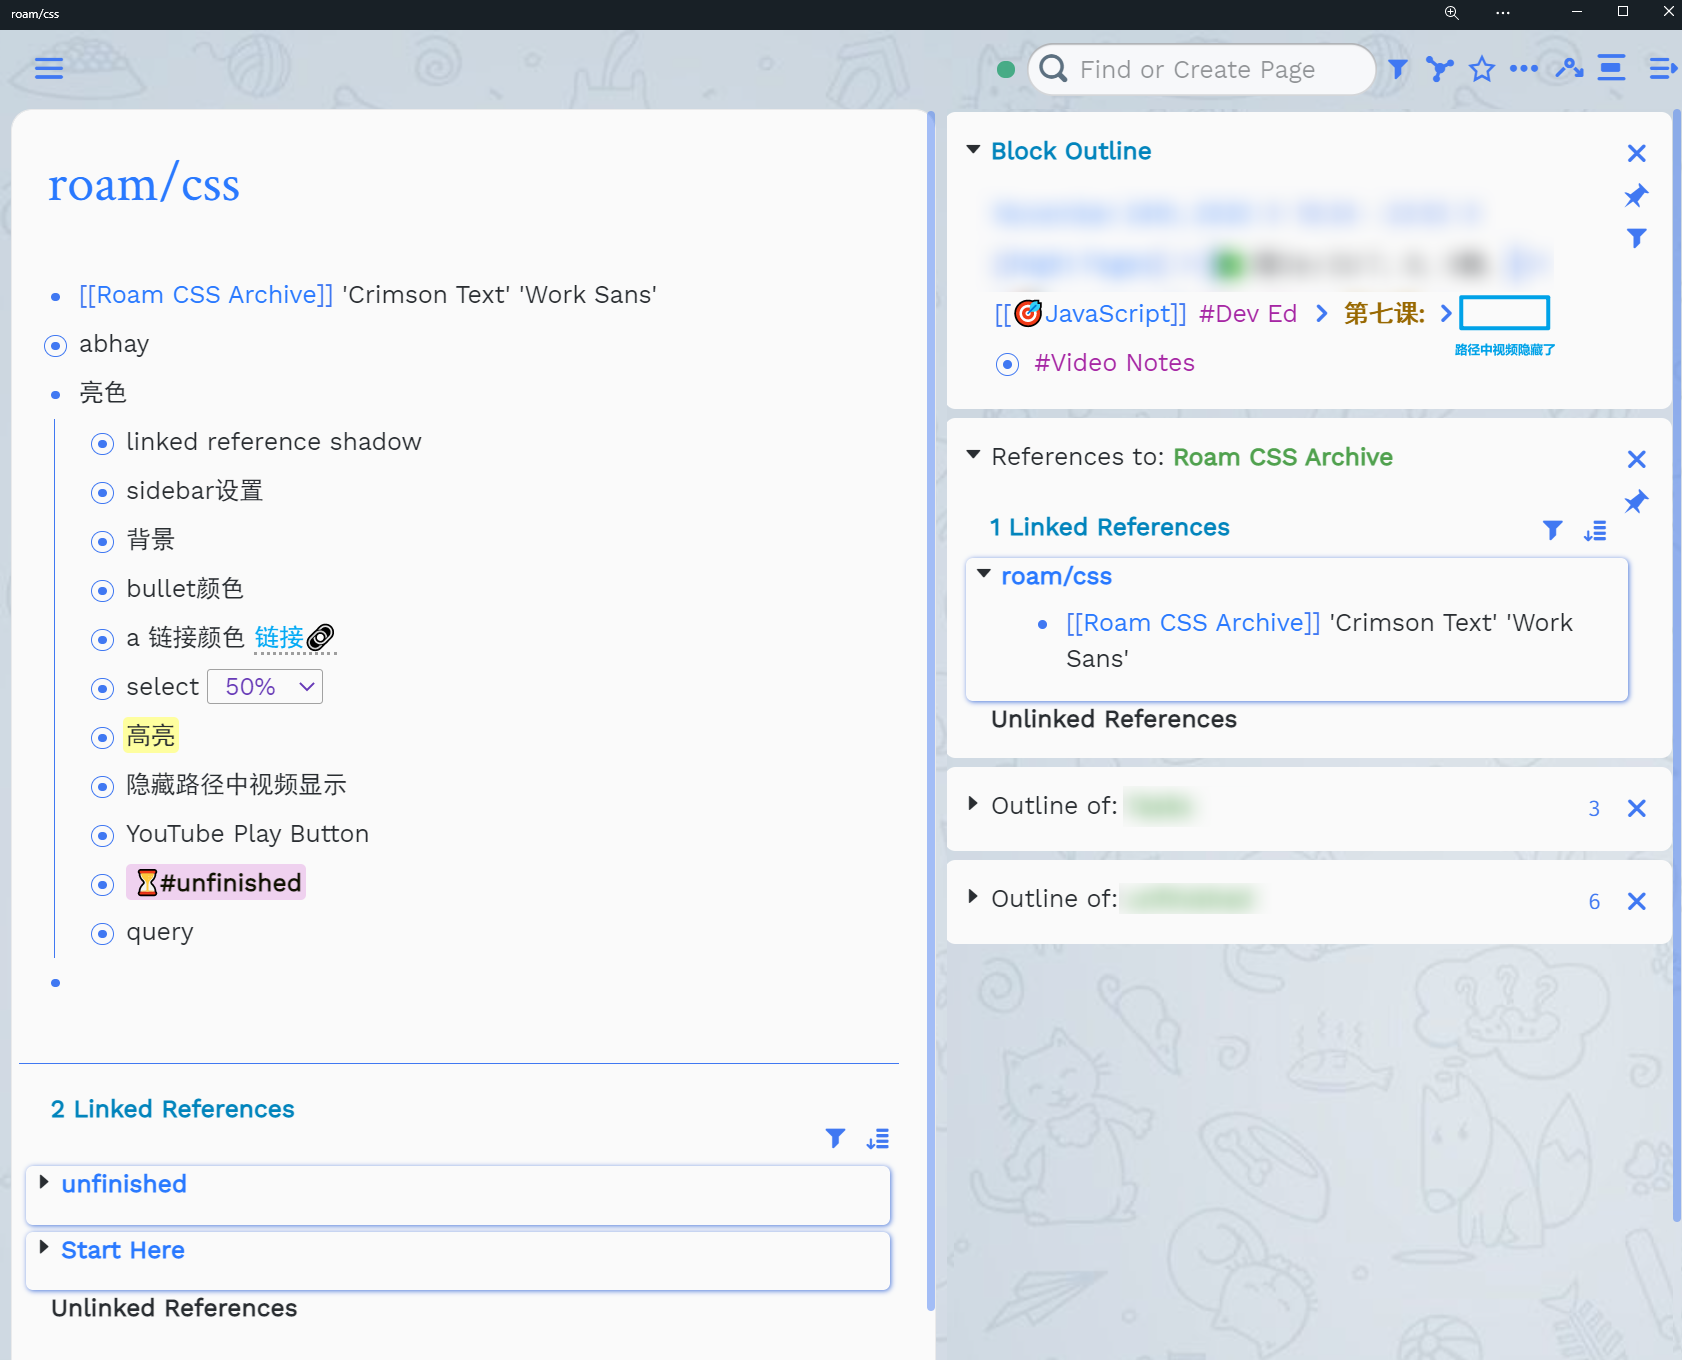 roam/css
Find or Create Page
roam/css
[[Roam CSS Archive]] 'Crimson Text' 'Work Sans'
abhay
亮色
linked reference shadow
sidebar设置
背景
bullet颜色
a 链接颜色 链接
select 50%
高亮
隐藏路径中视频显示
YouTube Play Button
⏳#unfinished
query
2 Linked References
unfinished
Start Here
Unlinked References
Block Outline
[[🎯JavaScript]] #Dev Ed > 第七课: >
路径中视频隐藏了
#Video Notes
References to: Roam CSS Archive
1 Linked References
roam/css
[[Roam CSS Archive]] 'Crimson Text' 'Work
Sans'
Unlinked References
Outline of:
3
Outline of:
6